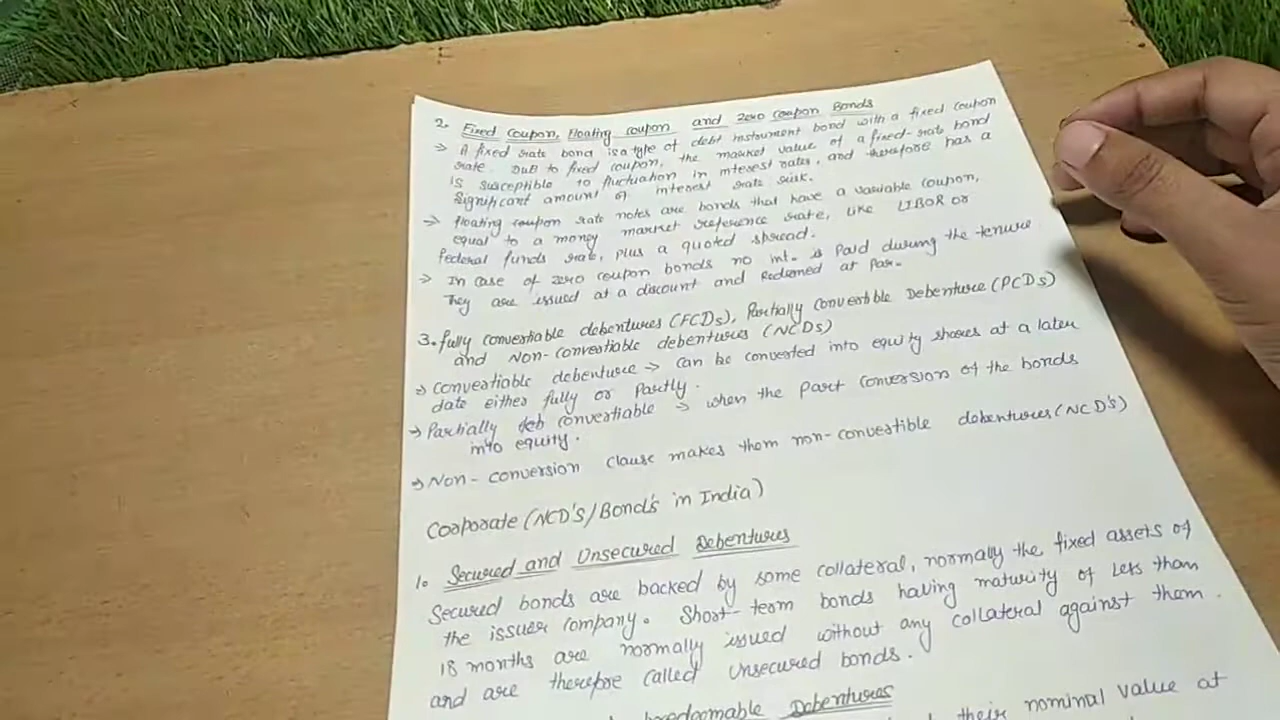 2. Fixed Coupon, Floating coupon and zero coupon Bonds
→ A fixed rate bond is a type of debt instrument bond with a fixed coupon
rate. Due to fixed coupon, the market value of a fixed-rate bond
is susceptible to fluctuation in interest rates, and therefore has a
significant amount of interest rate risk.
→ floating coupon rate notes are bonds that have a variable coupon,
equal to a money market reference rate, like LIBOR or
federal funds rate, plus a quoted spread.
→ In case of zero coupon bonds no int. is paid during the tenure
They are issued at a discount and Redeemed at Par.
3. fully convertiable debentures (FCDs), Partially convertible Debenture (PCDs)
and Non-convertiable debentures (NCDs)
→ Convertiable debenture → can be converted into equity shares at a later
date either fully or Partly.
→ Partially deb convertiable → when the part conversion of the bonds
into equity.
→ Non-conversion clause makes them non-convertible debentures (NCD's)
Corporate (NCD's/Bond's in India)
1. Secured and Unsecured Debentures
Secured bonds are backed by some collateral, normally the fixed assets of
the issuer company. Short-term bonds having maturity of Less than
18 months are normally issued without any collateral against them.
and are therefore called Unsecured bonds.
Debentures
their nominal value at